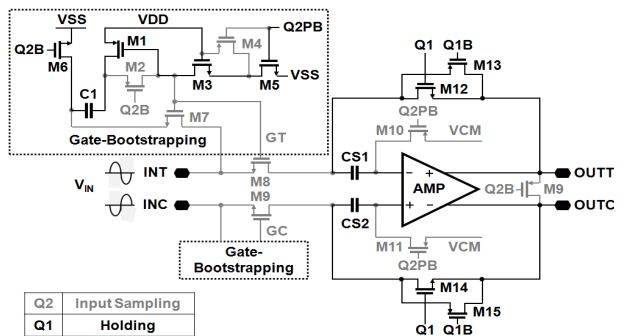 VSS
VDD
Q2PB
Q2B
M1
M4
M6
M2
M3
M5
VSS
C1
Q2B
M7
Gate-Bootstrapping
GT
VIN
INT
M8
INC
M9
GC
Gate-
Bootstrapping
Q2 Input Sampling
Q1 Holding
Q1 Q1B
M13
M12
Q2PB
M10
VCM
CS1
- +
AMP
+ -
CS2
Q2B
M9
OUTT
OUTC
M11
VCM
Q2PB
M14
M15
Q1 Q1B